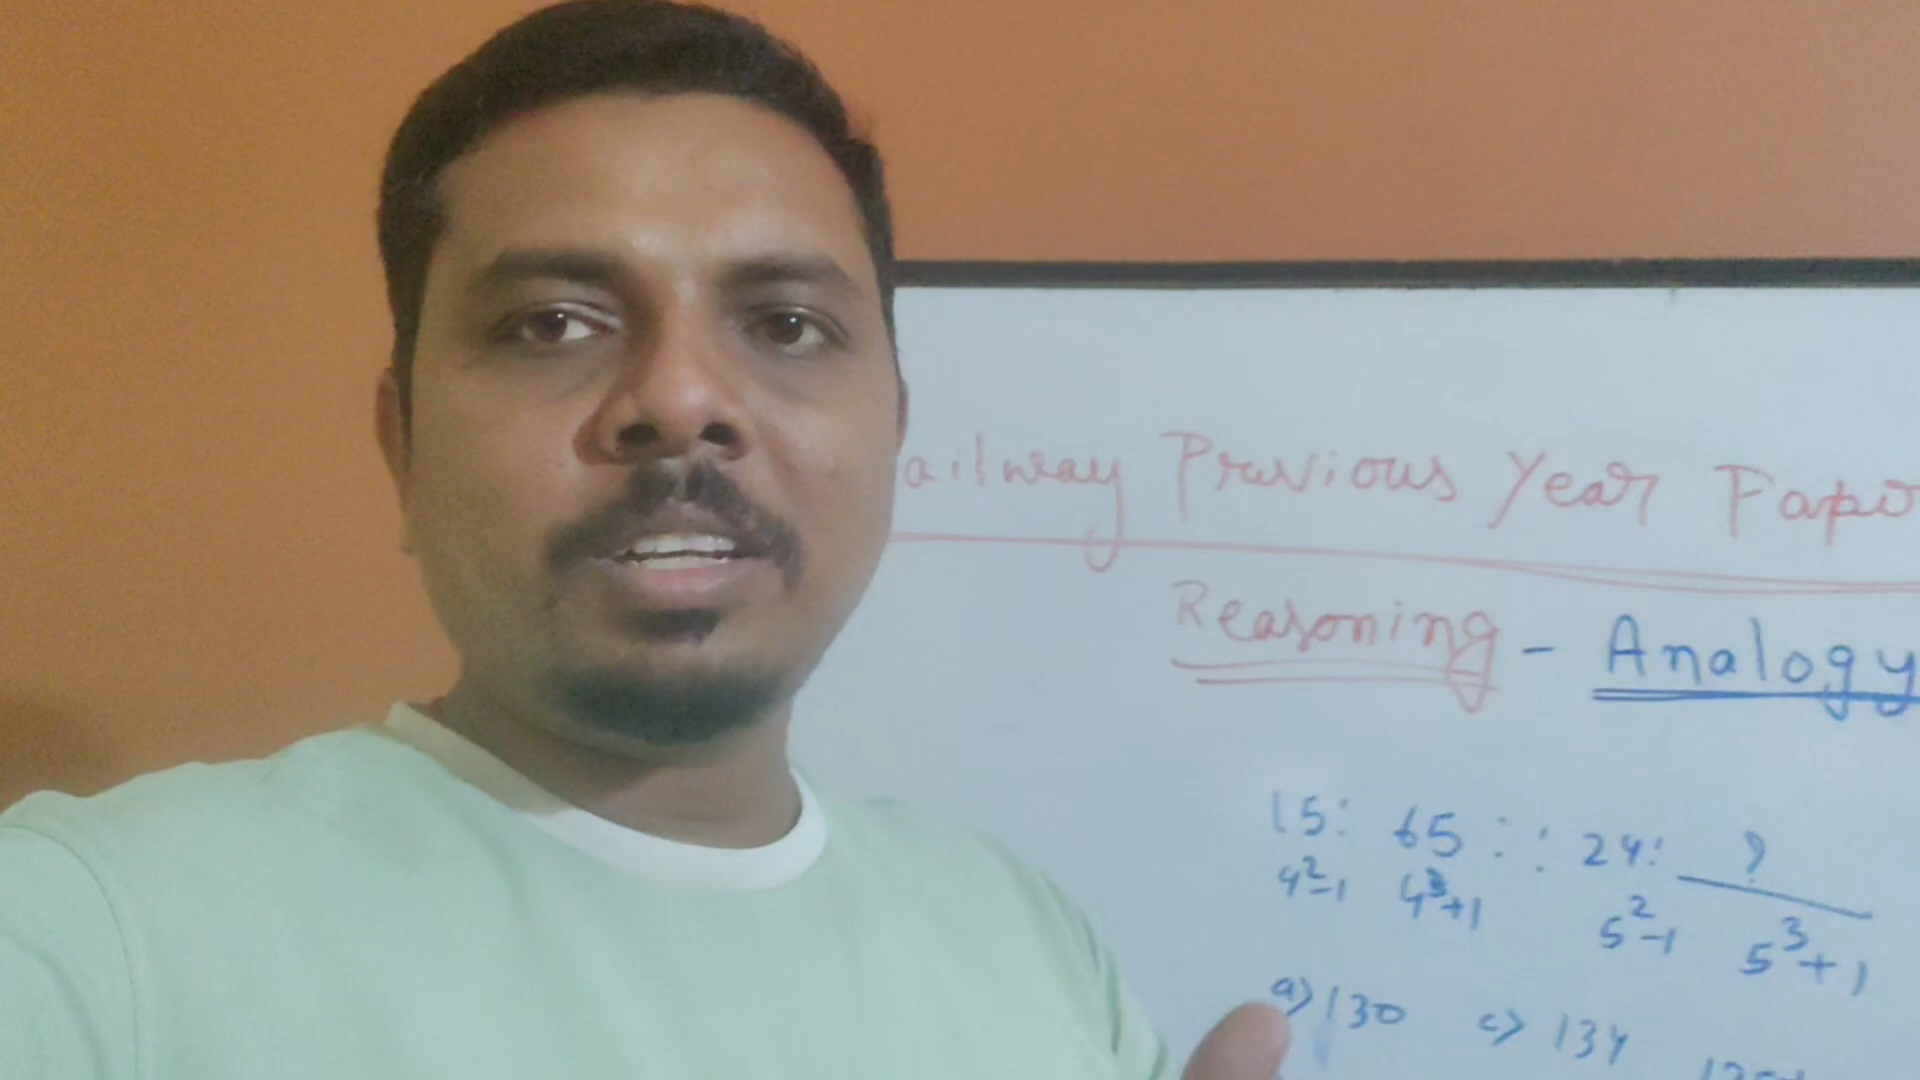 ailway Previous Year Pape
Reasoning - Analogy
15: 65 :: 24: ?
4²-1 4³+1 5²-1 5³+1
a) 130 c) 134